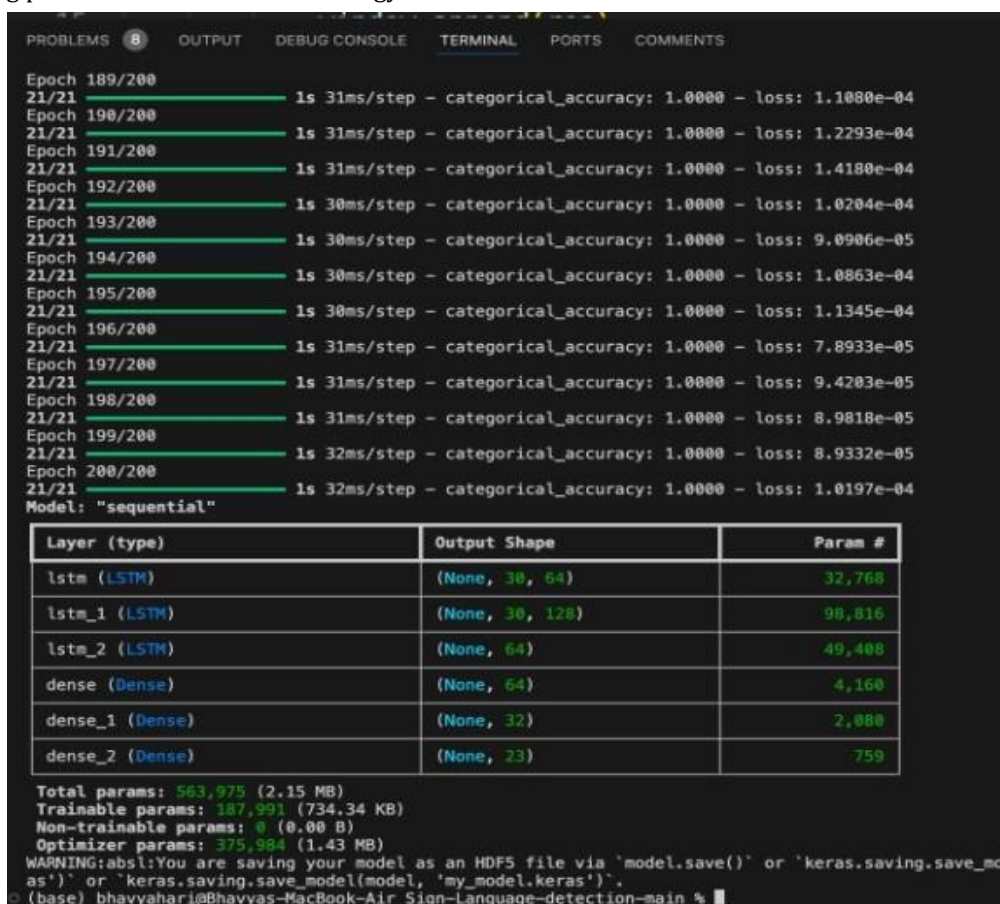 PROBLEMS 8 OUTPUT DEBUG CONSOLE TERMINAL PORTS COMMENTS
Epoch 189/200
21/21 1s 31ms/step – categorical_accuracy: 1.0000 – loss: 1.1080e-04
Epoch 190/200
21/21 1s 31ms/step – categorical_accuracy: 1.0000 – loss: 1.2293e-04
Epoch 191/200
21/21 1s 31ms/step – categorical_accuracy: 1.0000 – loss: 1.4180e-04
Epoch 192/200
21/21 1s 30ms/step – categorical_accuracy: 1.0000 – loss: 1.0204e-04
Epoch 193/200
21/21 1s 30ms/step – categorical_accuracy: 1.0000 – loss: 9.0906e-05
Epoch 194/200
21/21 1s 30ms/step – categorical_accuracy: 1.0000 – loss: 1.0863e-04
Epoch 195/200
21/21 1s 30ms/step – categorical_accuracy: 1.0000 – loss: 1.1345e-04
Epoch 196/200
21/21 1s 31ms/step – categorical_accuracy: 1.0000 – loss: 7.8933e-05
Epoch 197/200
21/21 1s 31ms/step – categorical_accuracy: 1.0000 – loss: 9.4203e-05
Epoch 198/200
21/21 1s 31ms/step – categorical_accuracy: 1.0000 – loss: 8.9818e-05
Epoch 199/200
21/21 1s 32ms/step – categorical_accuracy: 1.0000 – loss: 8.9332e-05
Epoch 200/200
21/21 1s 32ms/step – categorical_accuracy: 1.0000 – loss: 1.0197e-04
Model: "sequential"
Layer (type) Output Shape Param #
lstm (LSTM) (None, 30, 64) 32,768
lstm_1 (LSTM) (None, 30, 128) 98,816
lstm_2 (LSTM) (None, 64) 49,408
dense (Dense) (None, 64) 4,160
dense_1 (Dense) (None, 32) 2,080
dense_2 (Dense) (None, 23) 759
Total params: 563,975 (2.15 MB)
Trainable params: 187,991 (734.34 KB)
Non-trainable params: 0 (0.00 B)
Optimizer params: 375,984 (1.43 MB)
WARNING:absl:You are saving your model as an HDF5 file via `model.save()` or `keras.saving.save_mo
as')` or `keras.saving.save_model(model, 'my_model.keras')`.
(base) bhavyahari@Bhavyas-MacBook-Air Sign-Language-detection-main %